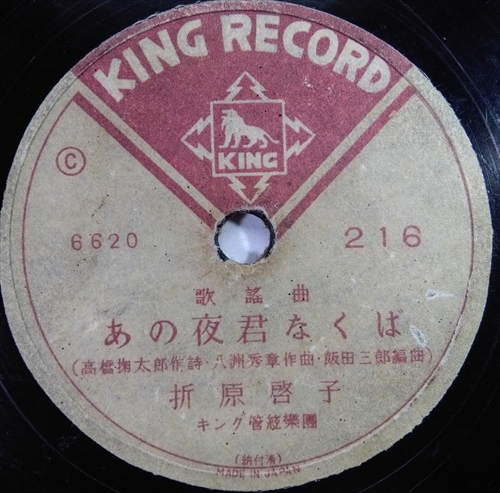 KING RECORD
KING
Ⓒ
6620
216
歌謡曲
あの夜君なくば
(高橋掬太郎作詩・八洲秀章作曲・飯田三郎編曲)
折原啓子
キング管絃樂團
(納付済)
MADE IN JAPAN